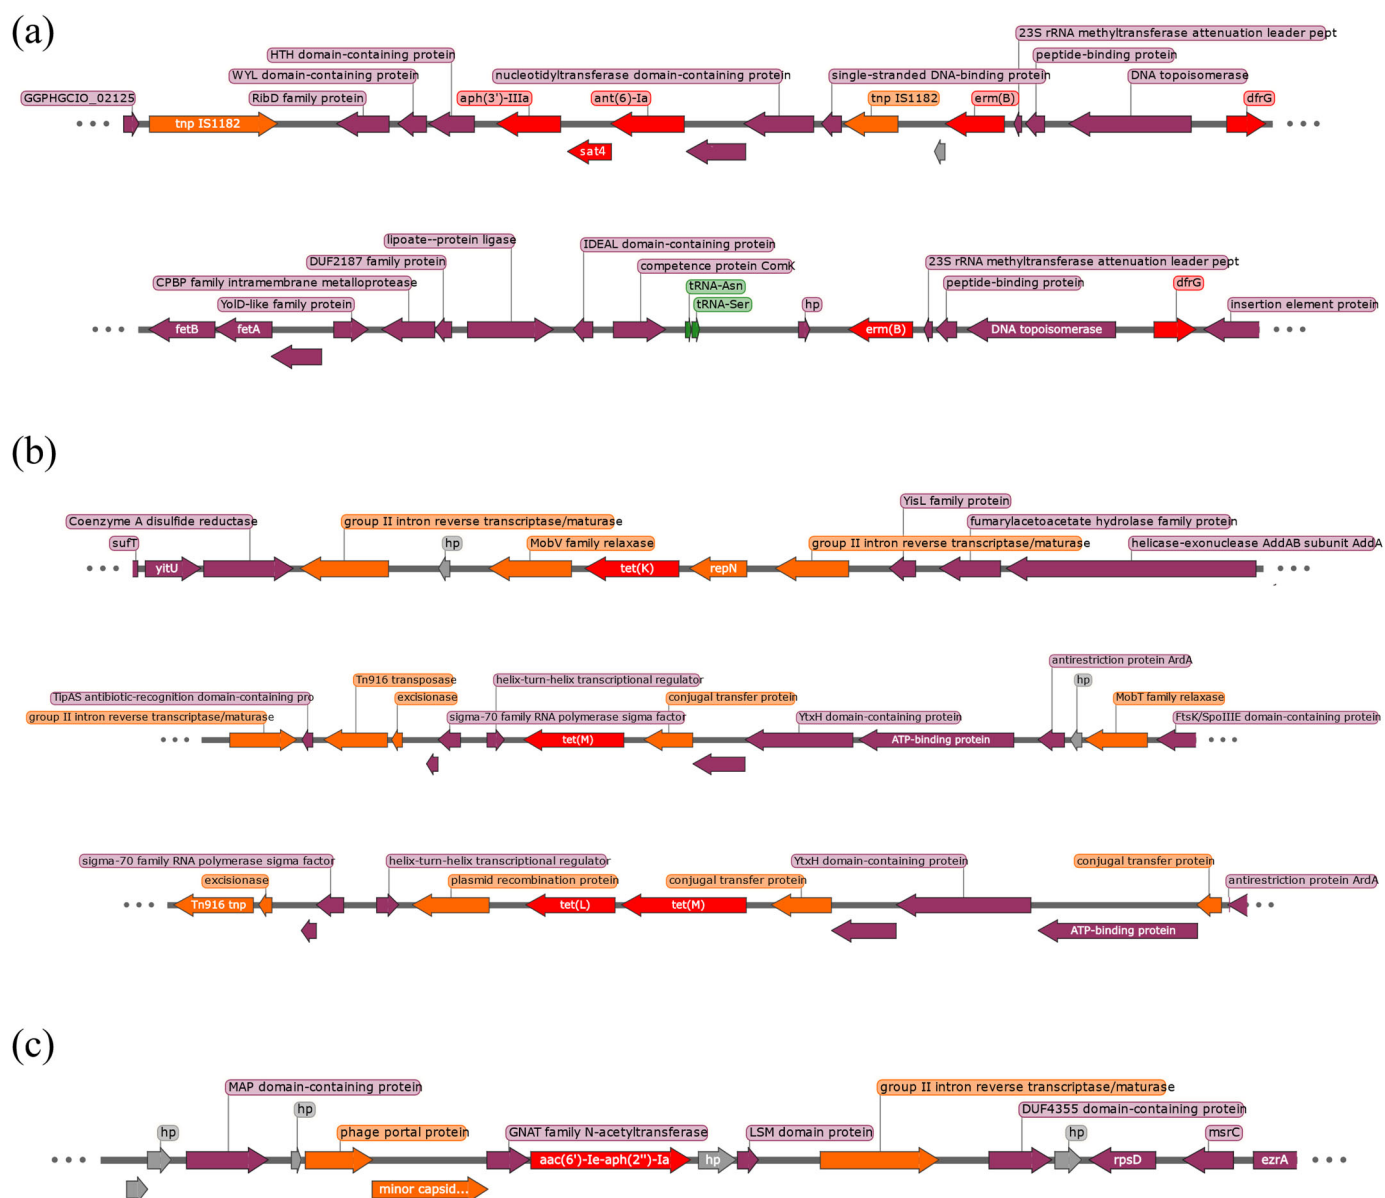 (a)
23S rRNA methyltransferase attenuation leader pept
HTH domain-containing protein
peptide-binding protein
WYL domain-containing protein
nucleotidyltransferase domain-containing protein
single-stranded DNA-binding protein
DNA topoisomerase
GGPHGCIO_02125
RibD family protein
aph(3')-IIIa
ant(6)-Ia
tnp IS1182
erm(B)
dfrG
tnp IS1182
sat4
lipoate--protein ligase
IDEAL domain-containing protein
DUF2187 family protein
competence protein ComK
23S rRNA methyltransferase attenuation leader pept
CPBP family intramembrane metalloprotease
tRNA-Asn
peptide-binding protein
dfrG
YolD-like family protein
tRNA-Ser
hp
insertion element protein
fetB
fetA
erm(B)
DNA topoisomerase
(b)
YisL family protein
Coenzyme A disulfide reductase
group II intron reverse transcriptase/maturase
fumarylacetoacetate hydrolase family protein
sufT
hp
MobV family relaxase
group II intron reverse transcriptase/maturase
helicase-exonuclease AddAB subunit AddA
yitU
tet(K)
repN
antirestriction protein ArdA
Tn916 transposase
helix-turn-helix transcriptional regulator
hp
TipAS antibiotic-recognition domain-containing pro
excisionase
conjugal transfer protein
MobT family relaxase
group II intron reverse transcriptase/maturase
sigma-70 family RNA polymerase sigma factor
YtxH domain-containing protein
FtsK/SpoIIIE domain-containing protein
tet(M)
ATP-binding protein
sigma-70 family RNA polymerase sigma factor
helix-turn-helix transcriptional regulator
YtxH domain-containing protein
conjugal transfer protein
excisionase
plasmid recombination protein
conjugal transfer protein
antirestriction protein ArdA
Tn916 tnp
tet(L)
tet(M)
ATP-binding protein
(c)
MAP domain-containing protein
group II intron reverse transcriptase/maturase
hp
DUF4355 domain-containing protein
hp
phage portal protein
GNAT family N-acetyltransferase
LSM domain protein
hp
msrC
aac(6')-Ie-aph(2'')-Ia
hp
rpsD
ezrA
minor capsid...